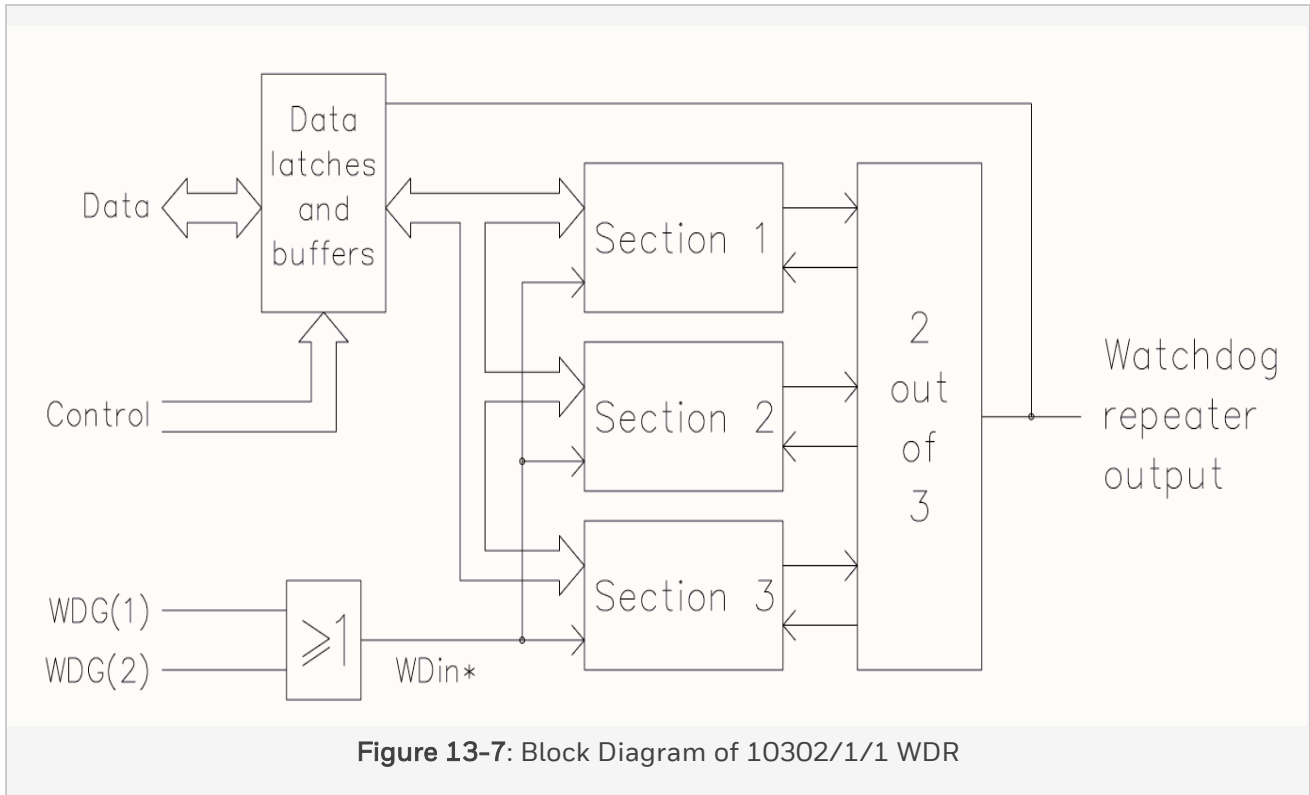 Data
latches
and
buffers
Data
Section 1
2
out
of
3
Watchdog
repeater
output
Control
Section 2
Section 3
WDG(1)
WDG(2)
≥1
WDin*
Figure 13-7: Block Diagram of 10302/1/1 WDR